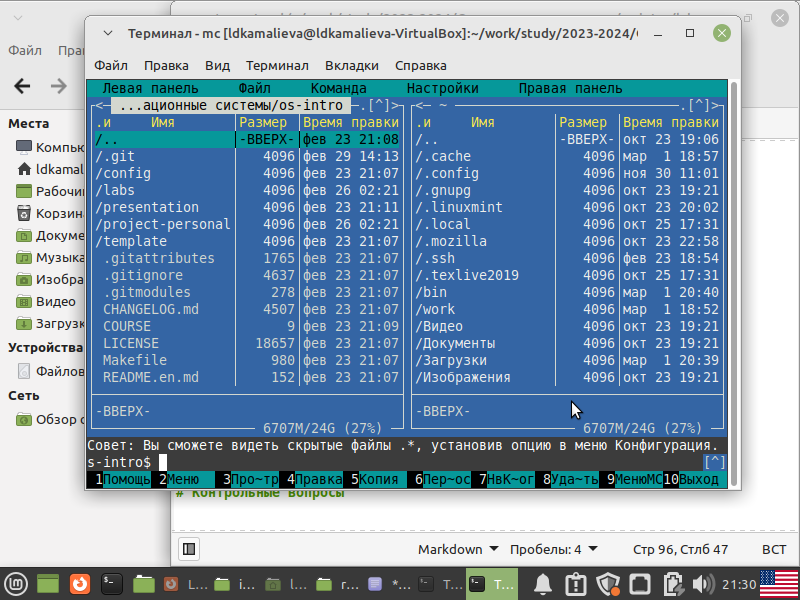 Терминал - mc [ldkamalieva@ldkamalieva-VirtualBox]:~/work/study/2023-2024/
Файл Правка Вид Терминал Вкладки Справка
Левая панель Файл Команда Настройки Правая панель
<— ...ационные системы/os-intro —.[^]> <— ~ —.[^]>
.и Имя Размер Время правки .и Имя Размер Время правки
/.. -ВВЕРХ- фев 23 21:08 /.. -ВВЕРХ- окт 23 19:06
/.git 4096 фев 29 14:13 /.cache 4096 мар 1 18:57
/config 4096 фев 23 21:07 /.config 4096 ноя 30 11:01
/labs 4096 фев 26 02:21 /.gnupg 4096 окт 23 19:21
/presentation 4096 фев 23 21:11 /.linuxmint 4096 окт 23 20:02
/project-personal 4096 фев 26 02:21 /.local 4096 окт 25 17:31
/template 4096 фев 23 21:07 /.mozilla 4096 окт 23 22:58
.gitattributes 1765 фев 23 21:07 /.ssh 4096 фев 23 18:54
.gitignore 4637 фев 23 21:07 /.texlive2019 4096 окт 25 17:31
.gitmodules 278 фев 23 21:07 /bin 4096 мар 1 20:40
CHANGELOG.md 4507 фев 23 21:07 /work 4096 мар 1 18:52
COURSE 9 фев 23 21:09 /Видео 4096 окт 23 19:21
LICENSE 18657 фев 23 21:07 /Документы 4096 окт 23 19:21
Makefile 980 фев 23 21:07 /Загрузки 4096 мар 1 20:39
README.en.md 152 фев 23 21:07 /Изображения 4096 окт 23 19:21
-ВВЕРХ- -ВВЕРХ-
6707M/24G (27%) 6707M/24G (27%)
Совет: Вы сможете видеть скрытые файлы .*, установив опцию в меню Конфигурация.
s-intro$ [^]
1Помощь 2Меню 3Про~тр 4Правка 5Копия 6Пер~ос 7НвК~ог 8Уда~ть 9МенюMC 10Выход
Файл Пра
Места
Компью
ldkamal
Рабочи
Корзин
Докуме
Музыка
Изобра
Видео
Загрузк
Устройства
Файлов
Сеть
Обзор с
# Контрольные вопросы
Markdown Пробелы: 4 Стр 96, Стлб 47 ВСТ
L... i... l... r... *... T... T... 21:30